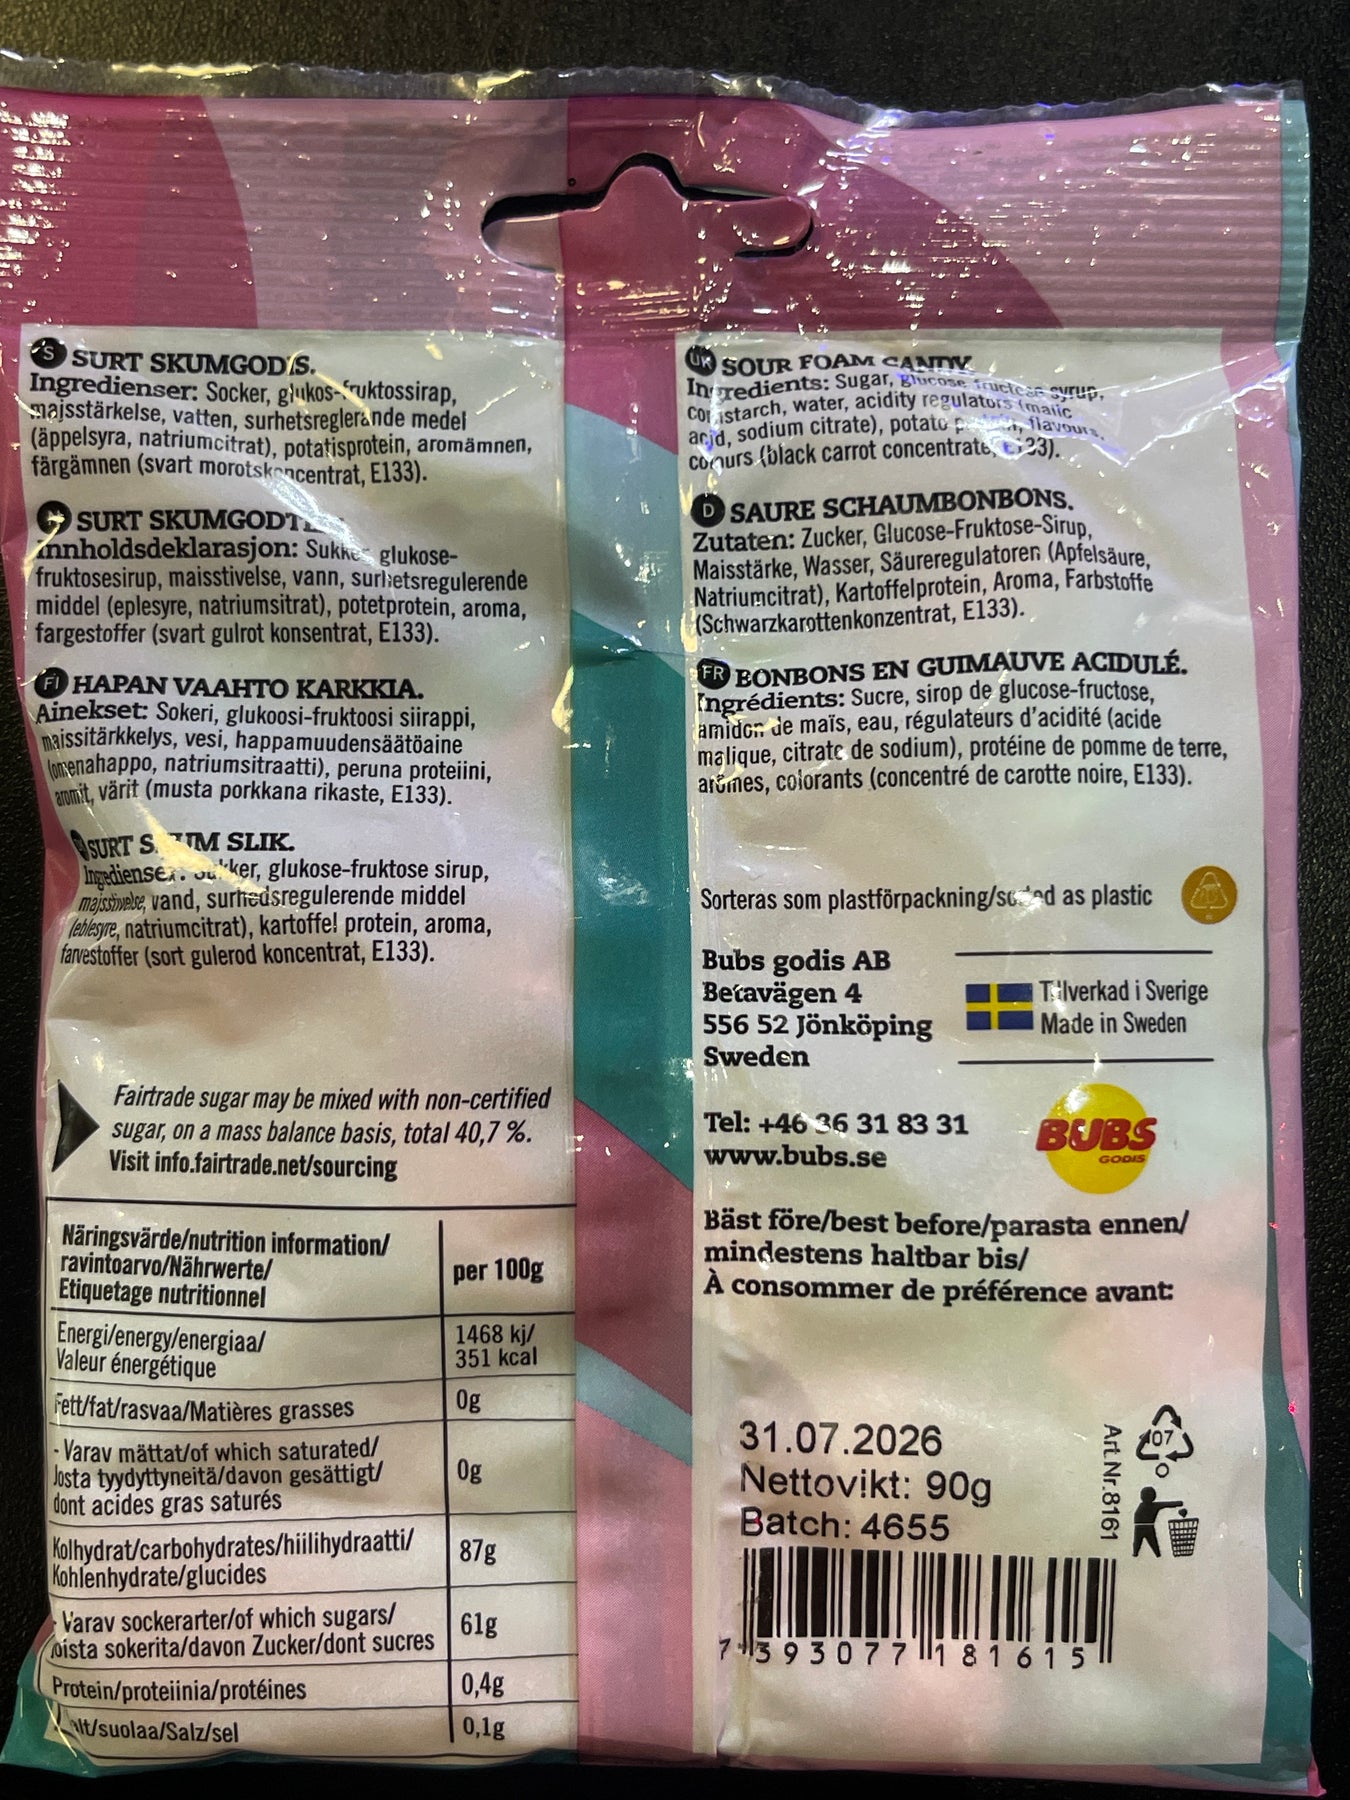 S SURT SKUMGODIS.
Ingredienser: Socker, glukos-fruktossirap,
majsstärkelse, vatten, surhetsreglerande medel
(äppelsyra, natriumcitrat), potatisprotein, aromämnen,
färgämnen (svart morotskoncentrat, E133).
SURT SKUMGODT
Innholdsdeklarasjon: Sukker, glukose-
fruktosesirup, maisstivelse, vann, surhetsregulerende
middel (eplesyre, natriumsitrat), potetprotein, aroma,
fargestoffer (svart gulrot konsentrat, E133).
FI HAPAN VAAHTO KARKKIA.
Ainekset: Sokeri, glukoosi-fruktoosi siirappi,
maissitärkkelys, vesi, happamuudensäätöaine
(omenahappo, natriumsitraatti), peruna proteiini,
aromit, värit (musta porkkana rikaste, E133).
SURT SKUM SLIK.
Ingredienser: Sukker, glukose-fruktose sirup,
majsstivelse, vand, surhedsregulerende middel
(eblesyre, natriumcitrat), kartoffel protein, aroma,
farvestoffer (sort gulerod koncentrat, E133).
Fairtrade sugar may be mixed with non-certified
sugar, on a mass balance basis, total 40,7 %.
Visit info.fairtrade.net/sourcing
Näringsvärde/nutrition information/
ravintoarvo/Nährwerte/
Etiquetage nutritionnel
per 100g
Energi/energy/energiaa/
Valeur énergétique
1468 kj/
351 kcal
Fett/fat/rasvaa/Matières grasses
0g
- Varav mättat/of which saturated/
Josta tyydyttyneitä/davon gesättigt/
dont acides gras saturés
0g
Kolhydrat/carbohydrates/hiilihydraatti/
Kohlenhydrate/glucides
87g
- Varav sockerarter/of which sugars/
joista sokerita/davon Zucker/dont sucres
61g
Protein/proteiinia/protéines
0,4g
Salt/suolaa/Salz/sel
0,1g
UK SOUR FOAM CANDY.
Ingredients: Sugar, glucose-fructose syrup,
cornstarch, water, acidity regulators (malic
acid, sodium citrate), potato protein, flavours,
colours (black carrot concentrate, E133).
D SAURE SCHAUMBONBONS.
Zutaten: Zucker, Glucose-Fruktose-Sirup,
Maisstärke, Wasser, Säureregulatoren (Apfelsäure,
Natriumcitrat), Kartoffelprotein, Aroma, Farbstoffe
(Schwarzkarottenkonzentrat, E133).
FR BONBONS EN GUIMAUVE ACIDULÉ.
Ingrédients: Sucre, sirop de glucose-fructose,
amidon de maïs, eau, régulateurs d'acidité (acide
malique, citrate de sodium), protéine de pomme de terre,
arômes, colorants (concentré de carotte noire, E133).
Sorteras som plastförpackning/sorted as plastic
Bubs godis AB
Betavägen 4
556 52 Jönköping
Sweden
Tillverkad i Sverige
Made in Sweden
Tel: +46 36 31 83 31
www.bubs.se
BUBS
GODIS
Bäst före/best before/parasta ennen/
mindestens haltbar bis/
À consommer de préférence avant:
31.07.2026
Nettovikt: 90g
Batch: 4655
Art.Nr.8161
07
O
7 393077 181615